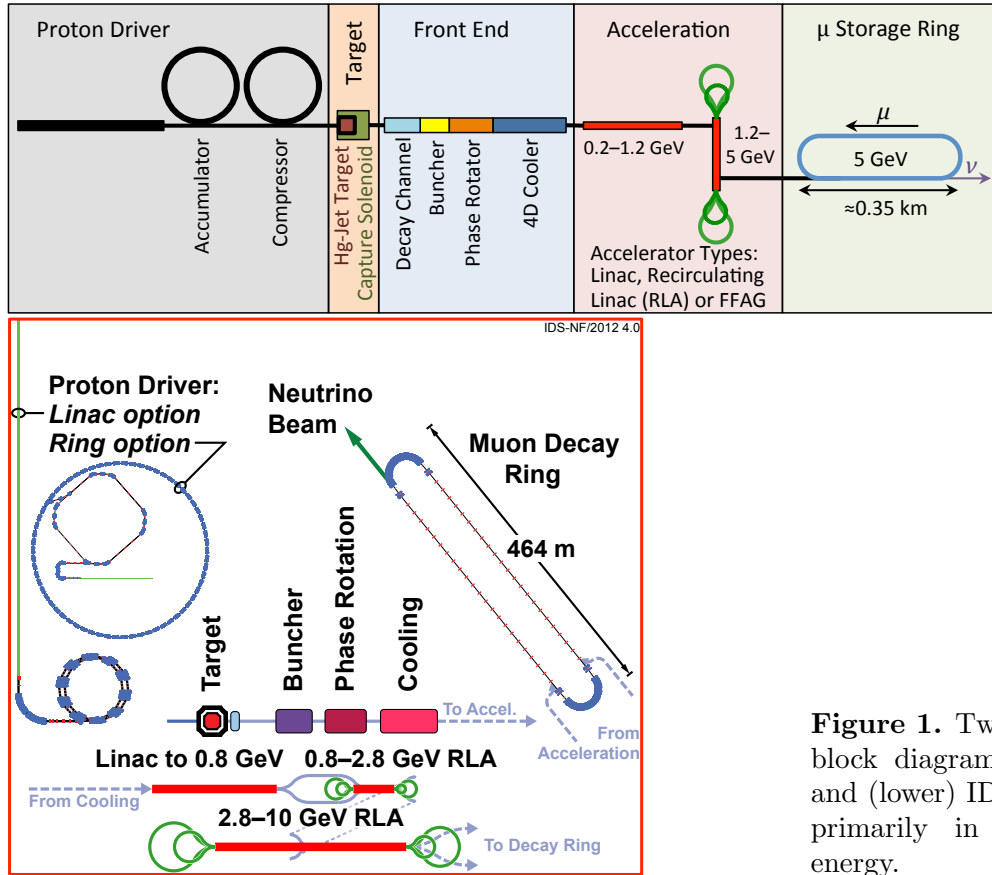 Proton Driver
Target
Front End
Acceleration
μ Storage Ring
Accumulator
Compressor
Hg-Jet Target
Capture Solenoid
Decay Channel
Buncher
Phase Rotator
4D Cooler
0.2–1.2 GeV
1.2–
5 GeV
Accelerator Types:
Linac, Recirculating
Linac (RLA) or FFAG
μ
5 GeV
ν
≈0.35 km
IDS-NF/2012 4.0
Proton Driver:
Linac option
Ring option
Neutrino
Beam
Muon Decay
Ring
464 m
Target
Buncher
Phase Rotation
Cooling
To Accel.
From
Acceleration
Linac to 0.8 GeV
0.8–2.8 GeV RLA
From Cooling
2.8–10 GeV RLA
To Decay Ring
Figure 1. Tw
block diagram
and (lower) ID
primarily in
energy.